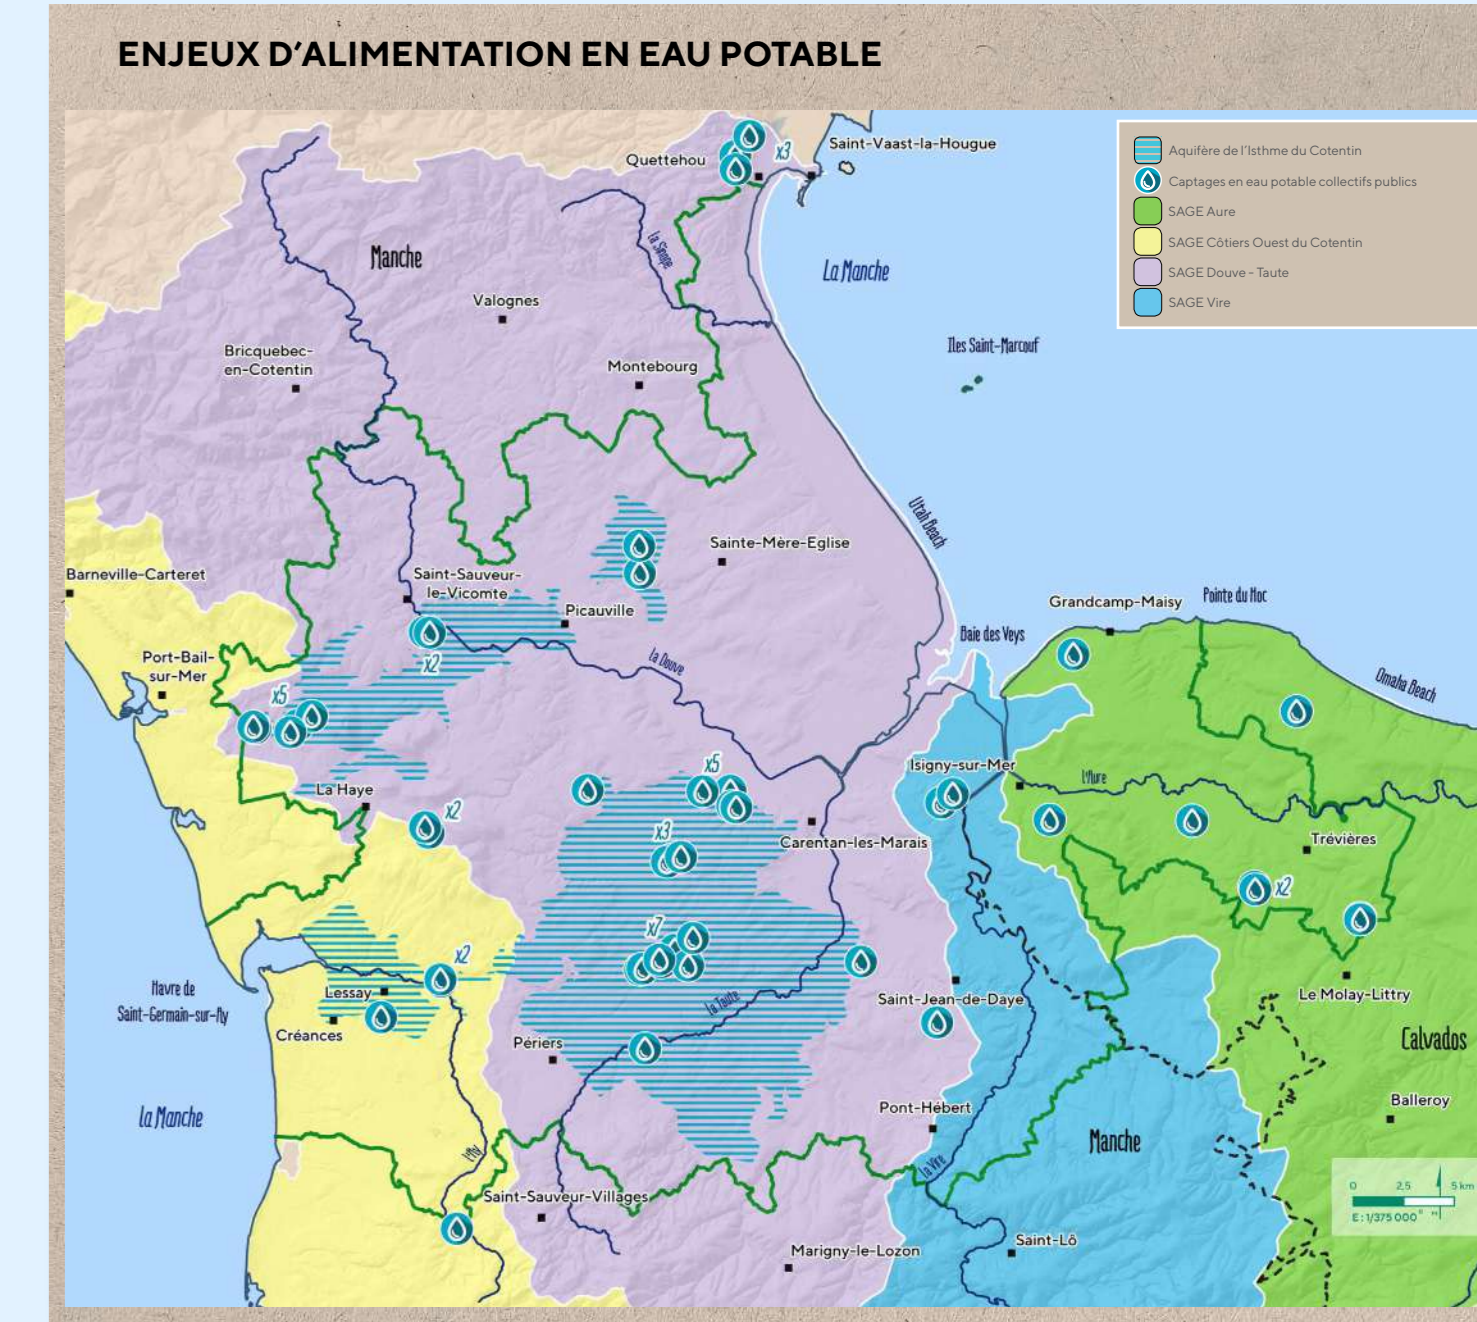 ENJEUX D'ALIMENTATION EN EAU POTABLE
Aquifère de l'Isthme du Cotentin
Captages en eau potable collectifs publics
SAGE Aure
SAGE Côtiers Ouest du Cotentin
SAGE Douve - Taute
SAGE Vire
x3
Saint-Vaast-la-Hougue
Quettehou
Manche
La Sinope
La Manche
Valognes
Iles Saint-Marcouf
Bricquebec-
en-Cotentin
Montebourg
Utah Beach
Sainte-Mère-Eglise
Barneville-Carteret
Saint-Sauveur-
le-Vicomte
Picauville
Grandcamp-Maisy
Pointe du Hoc
Baie des Veys
Port-Bail-
sur-Mer
x2
La Douve
Omaha Beach
x5
x5
Isigny-sur-Mer
L'Aure
La Haye
x2
x3
Carentan-les-Marais
Trévières
x2
x7
x2
Havre de
Saint-Germain-sur-Ay
Lessay
La Taute
Saint-Jean-de-Daye
Le Molay-Littry
Créances
Périers
Calvados
La Manche
Pont-Hébert
Balleroy
Manche
L'Ay
La Vire
Saint-Sauveur-Villages
0 2,5 5 km
E : 1/375 000°
Marigny-le-Lozon
Saint-Lô